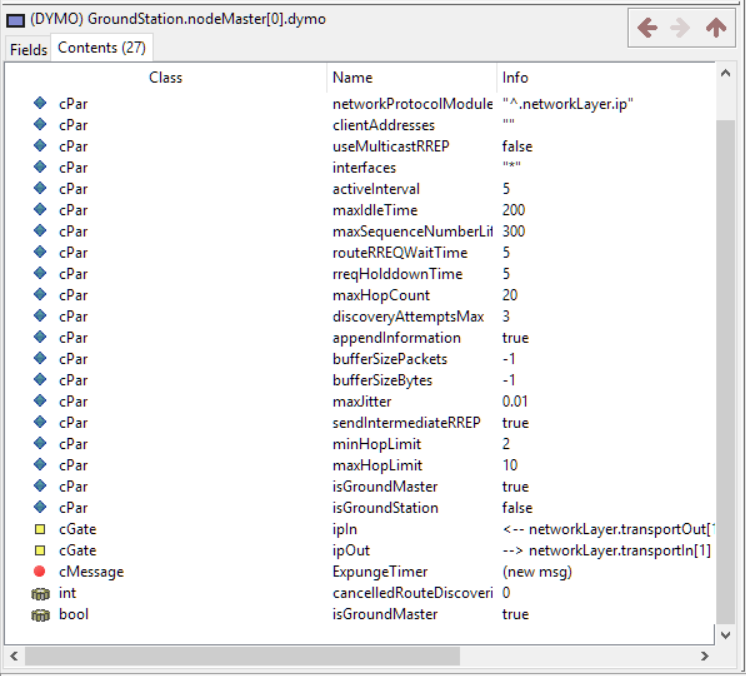 (DYMO) GroundStation.nodeMaster[0].dymo
Fields Contents (27)
Class Name Info
cPar networkProtocolModule "^.networkLayer.ip"
cPar clientAddresses ""
cPar useMulticastRREP false
cPar interfaces "*"
cPar activeInterval 5
cPar maxIdleTime 200
cPar maxSequenceNumberLif 300
cPar routeRREQWaitTime 5
cPar rreqHolddownTime 5
cPar maxHopCount 20
cPar discoveryAttemptsMax 3
cPar appendInformation true
cPar bufferSizePackets -1
cPar bufferSizeBytes -1
cPar maxJitter 0.01
cPar sendIntermediateRREP true
cPar minHopLimit 2
cPar maxHopLimit 10
cPar isGroundMaster true
cPar isGroundStation false
cGate ipIn <-- networkLayer.transportOut[1
cGate ipOut --> networkLayer.transportIn[1]
cMessage ExpungeTimer (new msg)
int cancelledRouteDiscoveri 0
bool isGroundMaster true